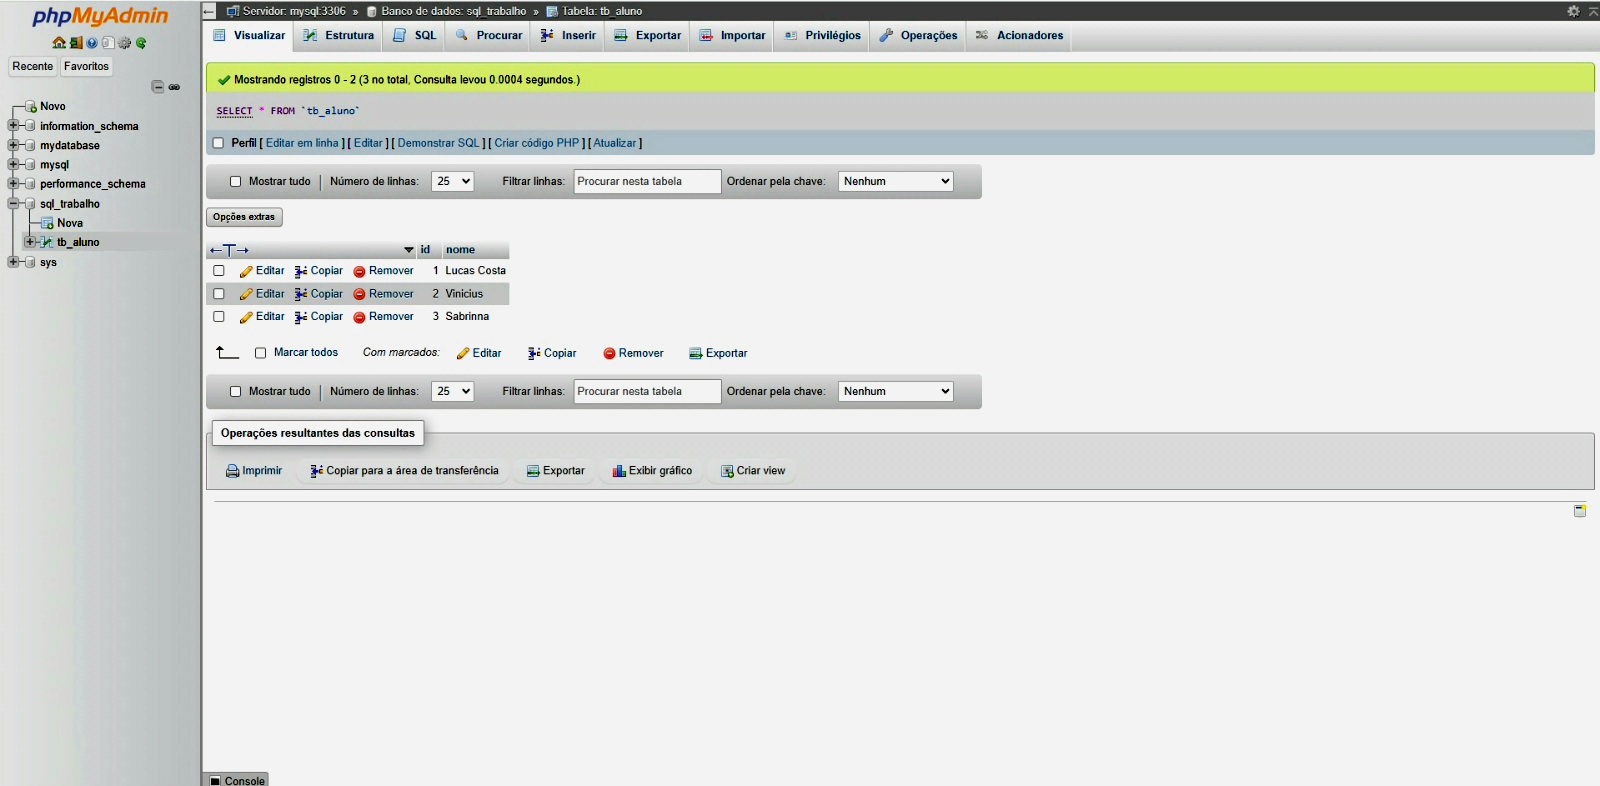 phpMyAdmin
Recente Favoritos
Novo
information_schema
mydatabase
mysql
performance_schema
sql_trabalho
Nova
tb_aluno
sys
Servidor: mysql:3306 » Banco de dados: sql_trabalho » Tabela: tb_aluno
Visualizar Estrutura SQL Procurar Inserir Exportar Importar Privilégios Operações Acionadores
Mostrando registros 0 - 2 (3 no total, Consulta levou 0.0004 segundos.)
SELECT * FROM `tb_aluno`
Perfil [ Editar em linha ] [ Editar ] [ Demonstrar SQL ] [ Criar código PHP ] [ Atualizar ]
Mostrar tudo | Número de linhas: 25 Filtrar linhas: Procurar nesta tabela Ordenar pela chave: Nenhum
Opções extras
←T→ id nome
Editar Copiar Remover 1 Lucas Costa
Editar Copiar Remover 2 Vinicius
Editar Copiar Remover 3 Sabrinna
Marcar todos Com marcados: Editar Copiar Remover Exportar
Mostrar tudo | Número de linhas: 25 Filtrar linhas: Procurar nesta tabela Ordenar pela chave: Nenhum
Operações resultantes das consultas
Imprimir Copiar para a área de transferência Exportar Exibir gráfico Criar view
Console